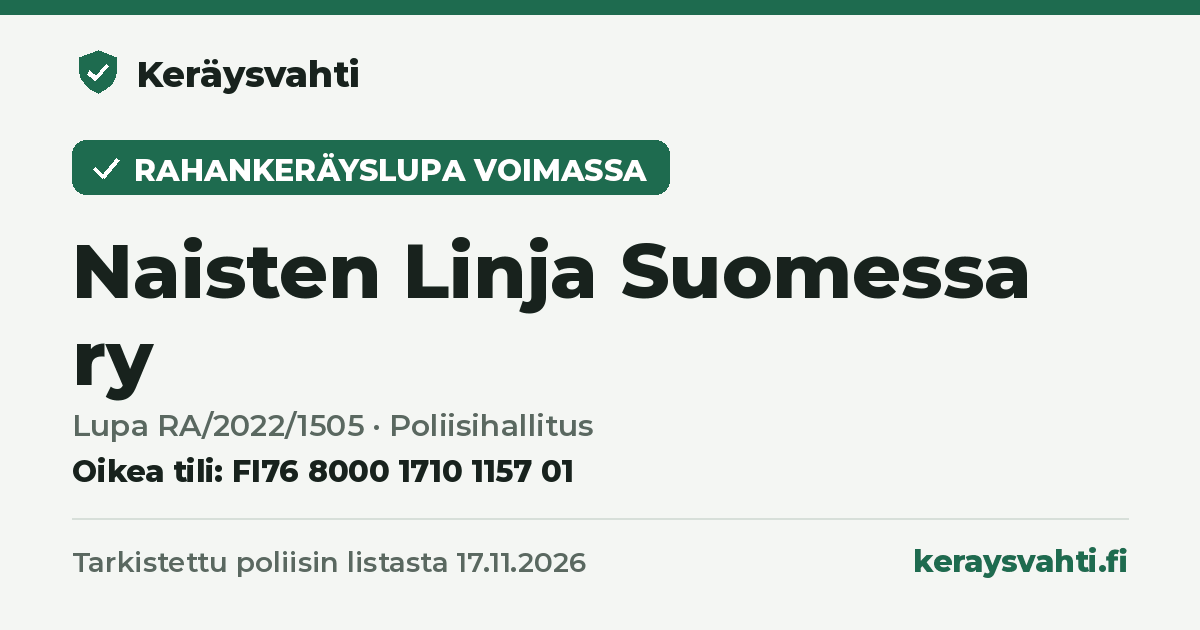 Keräysvahti
RAHANKERÄYSLUPA VOIMASSA
Naisten Linja Suomessa
ry
Lupa RA/2022/1505 · Poliisihallitus
Oikea tili: FI76 8000 1710 1157 01
Tarkistettu poliisin listasta 17.11.2026
keraysvahti.fi